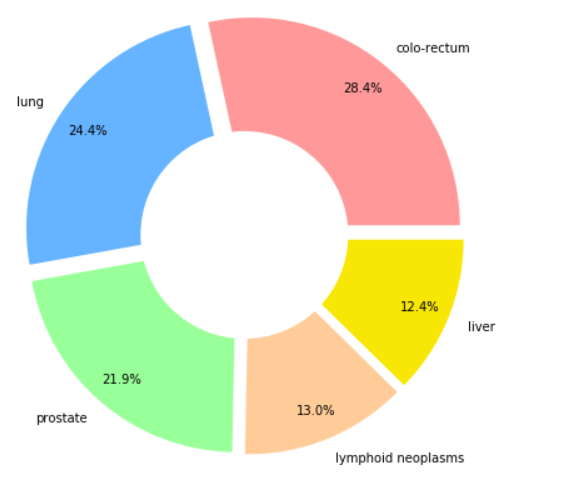 colo-rectum
28.4%
lung
24.4%
12.4%
liver
21.9%
prostate
13.0%
lymphoid neoplasms